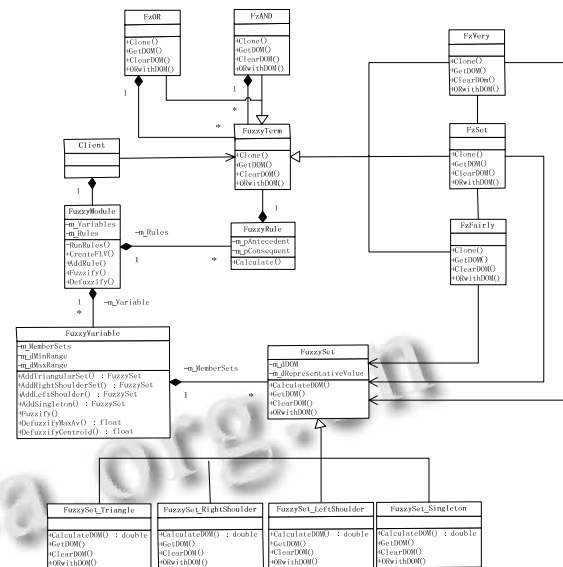 FzOR
+Clone()
+GetDOM()
+ClearDOM()
+ORwithDOM()
FzAND
+Clone()
+GetDOM()
+ClearDOM()
+ORwithDOM()
FzVery
+Clone()
+GetDOM()
+ClearDOm()
+ORwithDOM()
1
1
*
*
FuzzyTerm
+Clone()
+GetDOM()
+ClearDOM()
+ORwithDOM()
FzSet
+Clone()
+GetDOM()
+ClearDOM()
+ORwithDOM()
Client
1
1
FuzzyModule
-m_Variables
-m_Rules
-RunRules()
+CreateFLV()
+AddRule()
+Fuzzify()
+Defuzzify()
-m_Rules
1
*
FuzzyRule
-m_pAntecedent
-m_pConsequent
+Calculate()
FzFairly
+Clone()
+GetDOM()
+ClearDOM()
+ORwithDOM()
1
*
-m_Variable
FuzzyVariable
-m_MemberSets
-m_dMinRange
-m_dMaxRange
+AddTriangularSet() : FuzzySet
+AddRightShoulderSet() : FuzzySet
+AddLeftShoulder() : FuzzySet
+AddSingleton() : FuzzySet
+Fuzzify()
+DefuzzifyMaxAv() : float
+DefuzzifyCentroid() : float
-m_MemberSets
1
*
FuzzySet
-m_dDOM
-m_dRepresentativeValue
+CalculateDOM()
+GetDOM()
+ClearDOM()
+ORwithDOM()
a.org.cn
FuzzySet_Triangle
+CalculateDOM() : double
+GetDOM()
+ClearDOM()
+ORwithDOM()
FuzzySet_RightShoulder
+CalculateDOM() : double
+GetDOM()
+ClearDOM()
+ORwithDOM()
FuzzySet_LeftShoulder
+CalculateDOM() : double
+GetDOM()
+ClearDOM()
+ORwithDOM()
FuzzySet_Singleton
+CalculateDOM() : double
+GetDOM()
+ClearDOM()
+ORwithDOM()